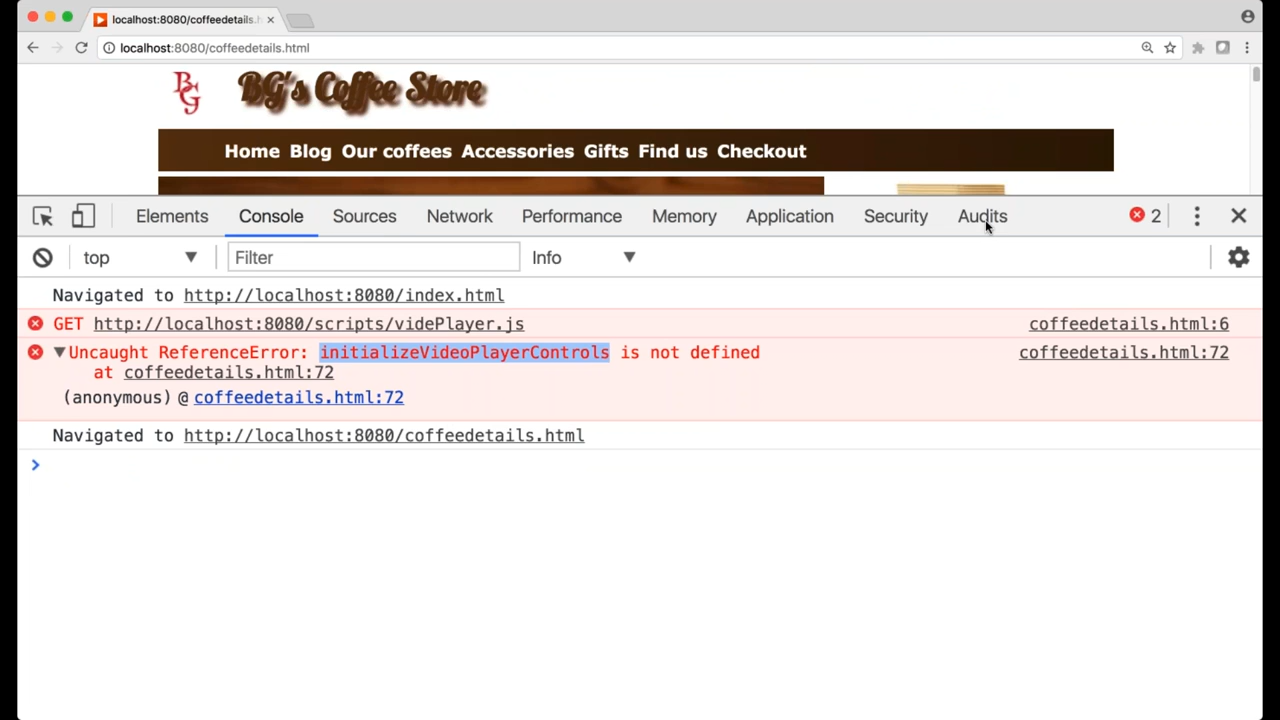 localhost:8080/coffeedetails.h
localhost:8080/coffeedetails.html
BG
BG's Coffee Store
Home Blog Our coffees Accessories Gifts Find us Checkout
Elements Console Sources Network Performance Memory Application Security Audits 2
top Filter Info
Navigated to http://localhost:8080/index.html
GET http://localhost:8080/scripts/videPlayer.js coffeedetails.html:6
Uncaught ReferenceError: initializeVideoPlayerControls is not defined coffeedetails.html:72
at coffeedetails.html:72
(anonymous) @ coffeedetails.html:72
Navigated to http://localhost:8080/coffeedetails.html